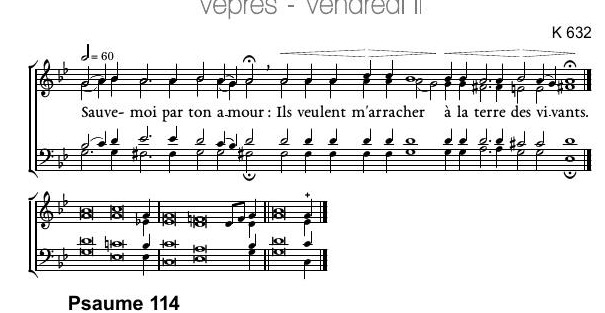 Vêpres - Vendredi II
K 632
= 60
Sauve- moi par ton a.mour : Ils veulent m'arracher à la terre des vi.vants.
Psaume 114